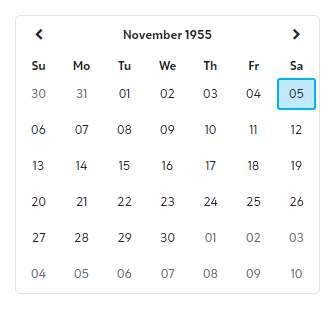 November 1955
Su Mo Tu We Th Fr Sa
30 31 01 02 03 04 05
06 07 08 09 10 11 12
13 14 15 16 17 18 19
20 21 22 23 24 25 26
27 28 29 30 01 02 03
04 05 06 07 08 09 10